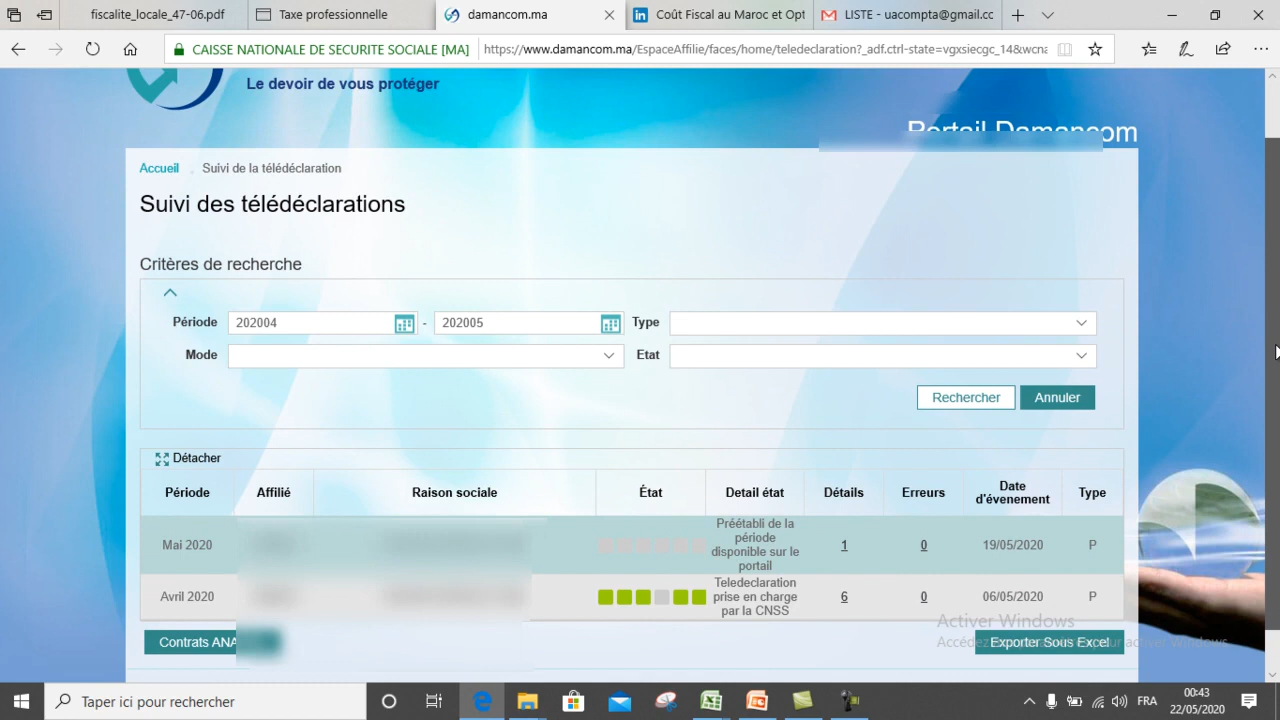 fiscalite_locale_47-06.pdf
Taxe professionnelle
damancom.ma
Coût Fiscal au Maroc et Opt
LISTE - uacompta@gmail.cc
CAISSE NATIONALE DE SECURITE SOCIALE [MA]
https://www.damancom.ma/EspaceAffilie/faces/home/teledeclaration?_adf.ctrl-state=vgxsiecgc_14&wcna
Le devoir de vous protéger
Portail Damancom
Accueil Suivi de la télédéclaration
Suivi des télédéclarations
Critères de recherche
Période 202004 - 202005 Type
Mode Etat
Rechercher Annuler
Détacher
Période Affilié Raison sociale État Detail état Détails Erreurs Date d'évenement Type
Mai 2020 Préétabli de la période disponible sur le portail 1 0 19/05/2020 P
Avril 2020 Teledeclaration prise en charge par la CNSS 6 0 06/05/2020 P
Activer Windows
Contrats ANA
Exporter Sous Excel
Taper ici pour rechercher
FRA
00:43
22/05/2020